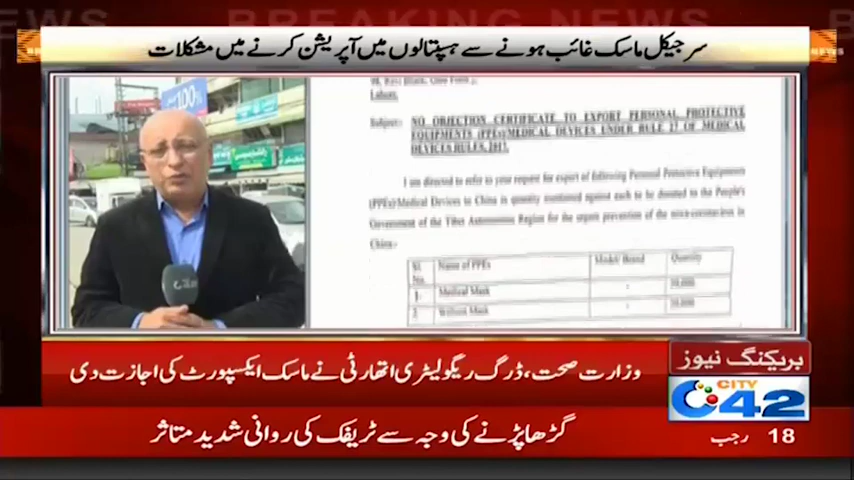 BREAKING NEWS
سرجیکل ماسک غائب ہونے سے ہسپتالوں میں آپریشن کرنے میں مشکلات
NEWS
100%
Lahore.
Subject: NO OBJECTION CERTIFICATE TO EXPORT PERSONAL PROTECTIVE
EQUIPMENTS (PPEs)/MEDICAL DEVICES UNDER RULE 27 OF MEDICAL
DEVICES RULES, 2017.
I am directed to refer to your request for export of following Personal Protective Equipments
(PPEs)/Medical Devices to China in quantity mentioned against each to be donated to the People's
Government of the Tibet Autonomous Region for the urgent prevention of the nova-coronavirus in
China:-
Sl. No. Name of PPEs Model/ Brand Quantity
1 Medical Mask -
2 Mask -
وزارت صحت، ڈرگ ریگولیٹری اتھارٹی نے ماسک ایکسپورٹ کی اجازت دی
بریکنگ نیوز
CITY
42
گڑھا پڑنے کی وجہ سے ٹریفک کی روانی شدید متاثر
18 رجب